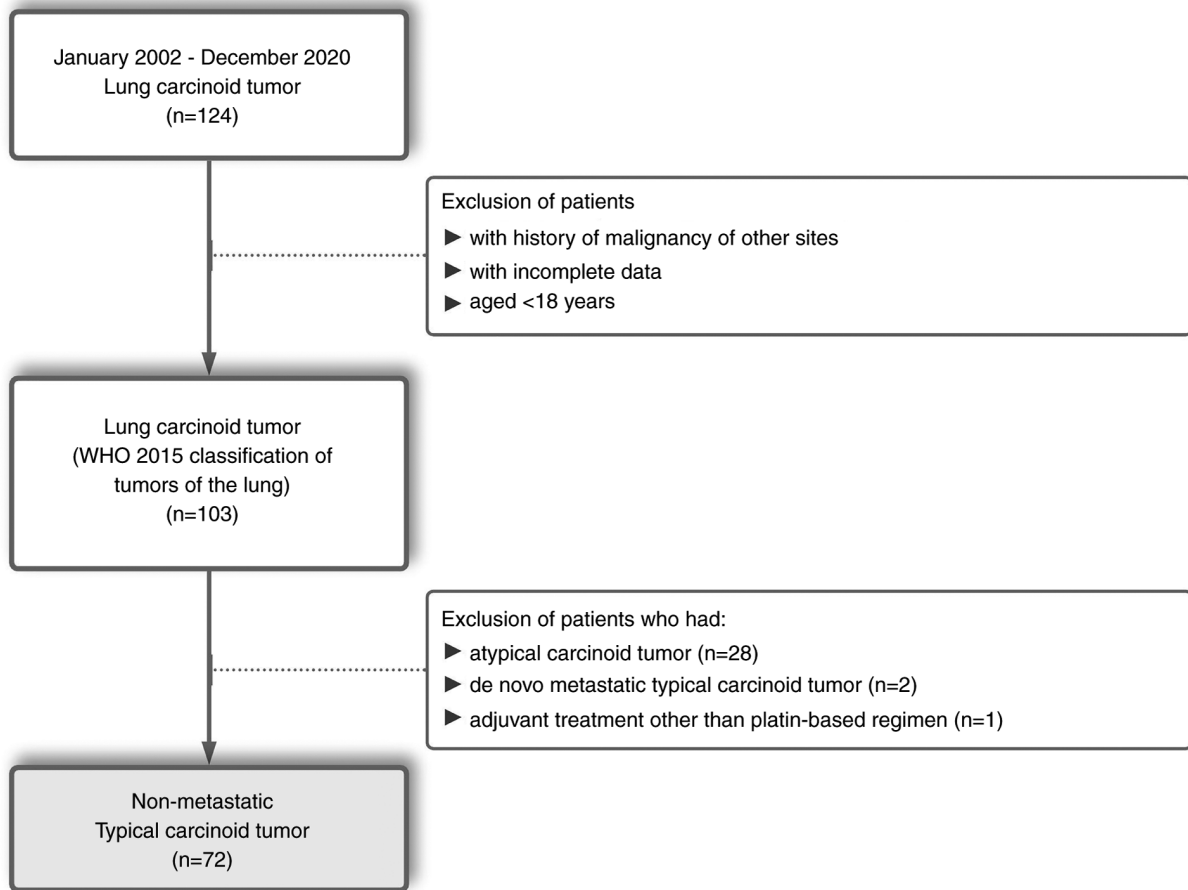 January 2002 - December 2020
Lung carcinoid tumor
(n=124)
Exclusion of patients
▶ with history of malignancy of other sites
▶ with incomplete data
▶ aged <18 years
Lung carcinoid tumor
(WHO 2015 classification of
tumors of the lung)
(n=103)
Exclusion of patients who had:
▶ atypical carcinoid tumor (n=28)
▶ de novo metastatic typical carcinoid tumor (n=2)
▶ adjuvant treatment other than platin-based regimen (n=1)
Non-metastatic
Typical carcinoid tumor
(n=72)